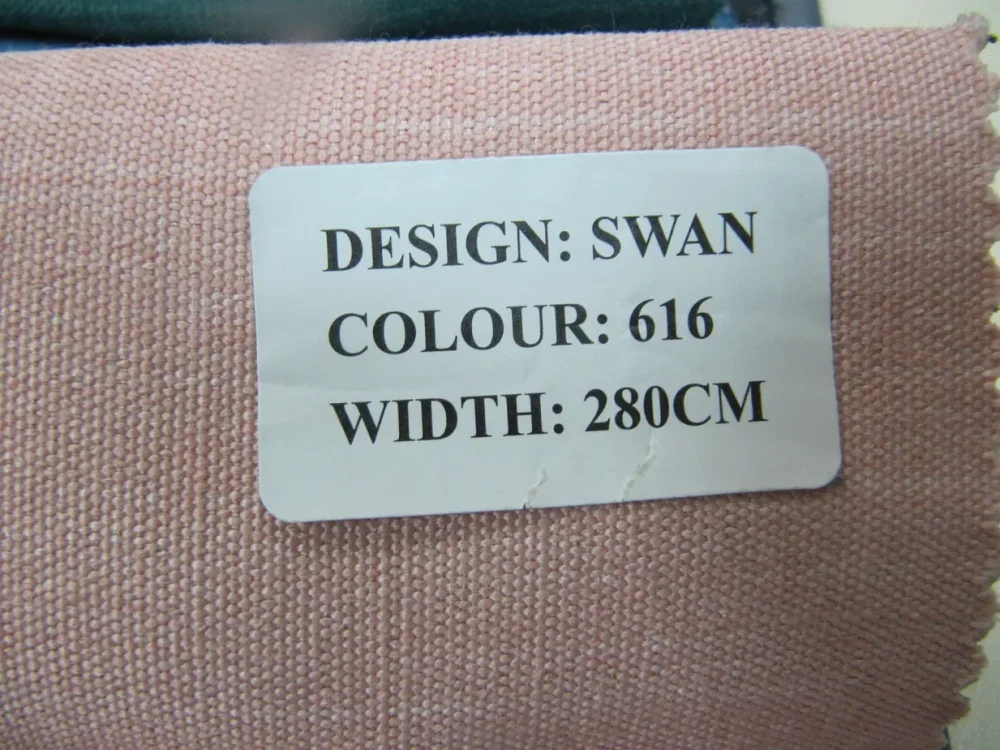 DESIGN: SWAN
COLOUR: 616
WIDTH: 280CM